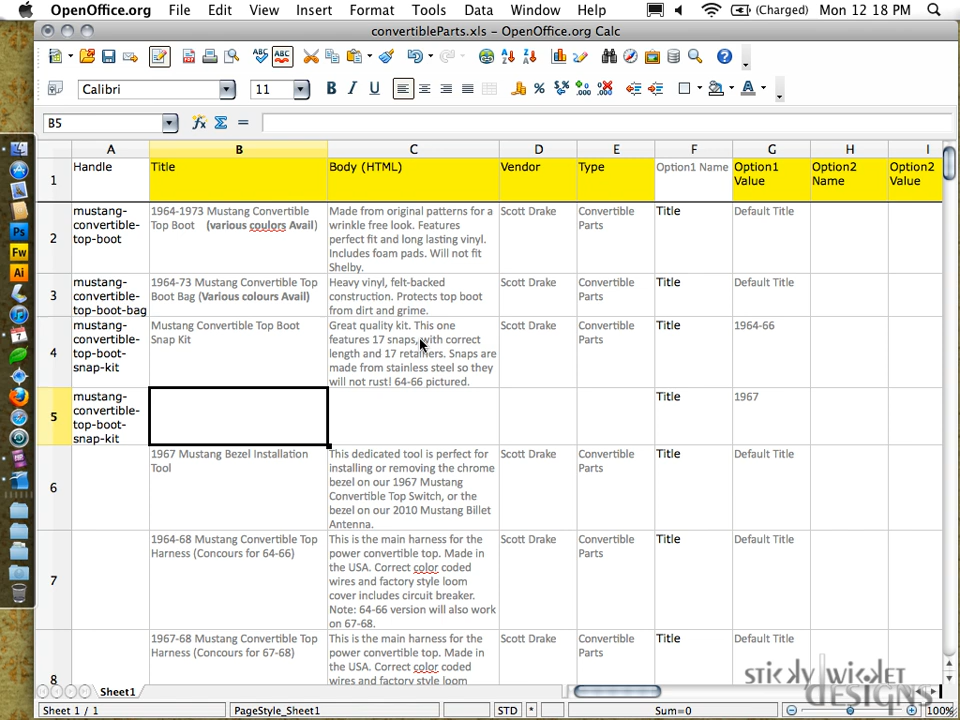 OpenOffice.org File Edit View Insert Format Tools Data Window Help (Charged) Mon 12 18 PM
convertibleParts.xls - OpenOffice.org Calc
Calibri 11 B I U
B5
A B C D E F G H I
1 Handle Title Body (HTML) Vendor Type Option1 Name Option1 Value Option2 Name Option2 Value
2
mustang-
convertible-
top-boot
1964-1973 Mustang Convertible
Top Boot (various coulors Avail)
Made from original patterns for a
wrinkle free look. Features
perfect fit and long lasting vinyl.
Includes foam pads. Will not fit
Shelby.
Scott Drake
Convertible
Parts
Title
Default Title
3
mustang-
convertible-
top-boot-bag
1964-73 Mustang Convertible Top
Boot Bag (Various colours Avail)
Heavy vinyl, felt-backed
construction. Protects top boot
from dirt and grime.
Scott Drake
Convertible
Parts
Title
Default Title
4
mustang-
convertible-
top-boot-
snap-kit
Mustang Convertible Top Boot
Snap Kit
Great quality kit. This one
features 17 snaps, with correct
length and 17 retainers. Snaps are
made from stainless steel so they
will not rust! 64-66 pictured.
Scott Drake
Convertible
Parts
Title
1964-66
5
mustang-
convertible-
top-boot-
snap-kit
Title
1967
6
1967 Mustang Bezel Installation
Tool
This dedicated tool is perfect for
installing or removing the chrome
bezel on our 1967 Mustang
Convertible Top Switch, or the
bezel on our 2010 Mustang Billet
Antenna.
Scott Drake
Convertible
Parts
Title
Default Title
7
1964-68 Mustang Convertible Top
Harness (Concours for 64-66)
This is the main harness for the
power convertible top. Made in
the USA. Correct color coded
wires and factory style loom
cover includes circuit breaker.
Note: 64-66 version will also work
on 67-68.
Scott Drake
Convertible
Parts
Title
Default Title
8
1967-68 Mustang Convertible Top
Harness (Concours for 67-68)
This is the main harness for the
power convertible top. Made in
the USA. Correct color coded
wires and factory style loom
Scott Drake
Convertible
Parts
Title
Default Title
Ps
Fw
Ai
sticky wicket
DESIGNS
Sheet1
Sheet 1 / 1 PageStyle_Sheet1 STD * Sum=0 100%